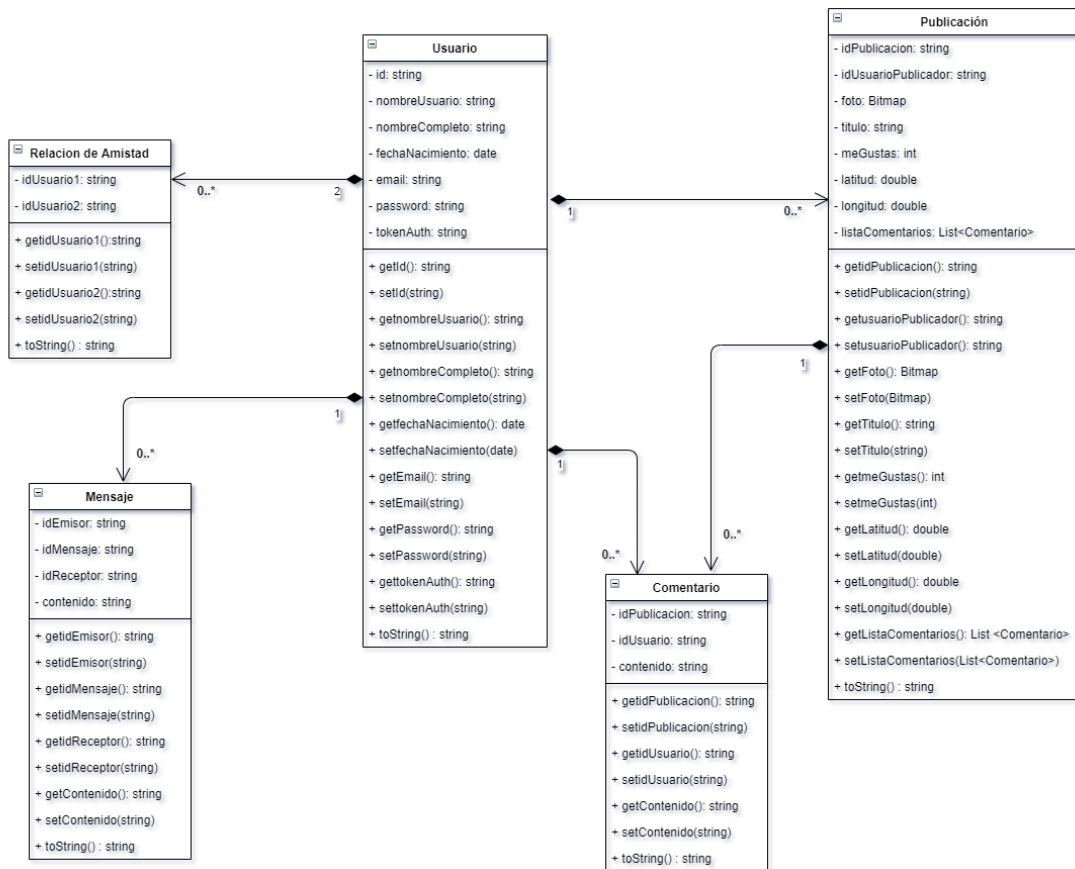 Relacion de Amistad
- idUsuario1: string
- idUsuario2: string
+ getidUsuario1():string
+ setidUsuario1(string)
+ getidUsuario2():string
+ setidUsuario2(string)
+ toString() : string
0..*
2
Usuario
- id: string
- nombreUsuario: string
- nombreCompleto: string
- fechaNacimiento: date
- email: string
- password: string
- tokenAuth: string
+ getId(): string
+ setId(string)
+ getnombreUsuario(): string
+ setnombreUsuario(string)
+ getnombreCompleto(): string
+ setnombreCompleto(string)
+ getfechaNacimiento(): date
+ setfechaNacimiento(date)
+ getEmail(): string
+ setEmail(string)
+ getPassword(): string
+ setPassword(string)
+ gettokenAuth(): string
+ settokenAuth(string)
+ toString() : string
1
0..*
Publicación
- idPublicacion: string
- idUsuarioPublicador: string
- foto: Bitmap
- titulo: string
- meGustas: int
- latitud: double
- longitud: double
- listaComentarios: List<Comentario>
+ getidPublicacion(): string
+ setidPublicacion(string)
+ getusuarioPublicador(): string
+ setusuarioPublicador(): string
+ getFoto(): Bitmap
+ setFoto(Bitmap)
+ getTitulo(): string
+ setTitulo(string)
+ getmeGustas(): int
+ setmeGustas(int)
+ getLatitud(): double
+ setLatitud(double)
+ getLongitud(): double
+ setLongitud(double)
+ getListaComentarios(): List <Comentario>
+ setListaComentarios(List<Comentario>)
+ toString() : string
1
0..*
Mensaje
- idEmisor: string
- idMensaje: string
- idReceptor: string
- contenido: string
+ getidEmisor(): string
+ setidEmisor(string)
+ getidMensaje(): string
+ setidMensaje(string)
+ getidReceptor(): string
+ setidReceptor(string)
+ getContenido(): string
+ setContenido(string)
+ toString() : string
1
0..*
1
0..*
Comentario
- idPublicacion: string
- idUsuario: string
- contenido: string
+ getidPublicacion(): string
+ setidPublicacion(string)
+ getidUsuario(): string
+ setidUsuario(string)
+ getContenido(): string
+ setContenido(string)
+ toString() : string